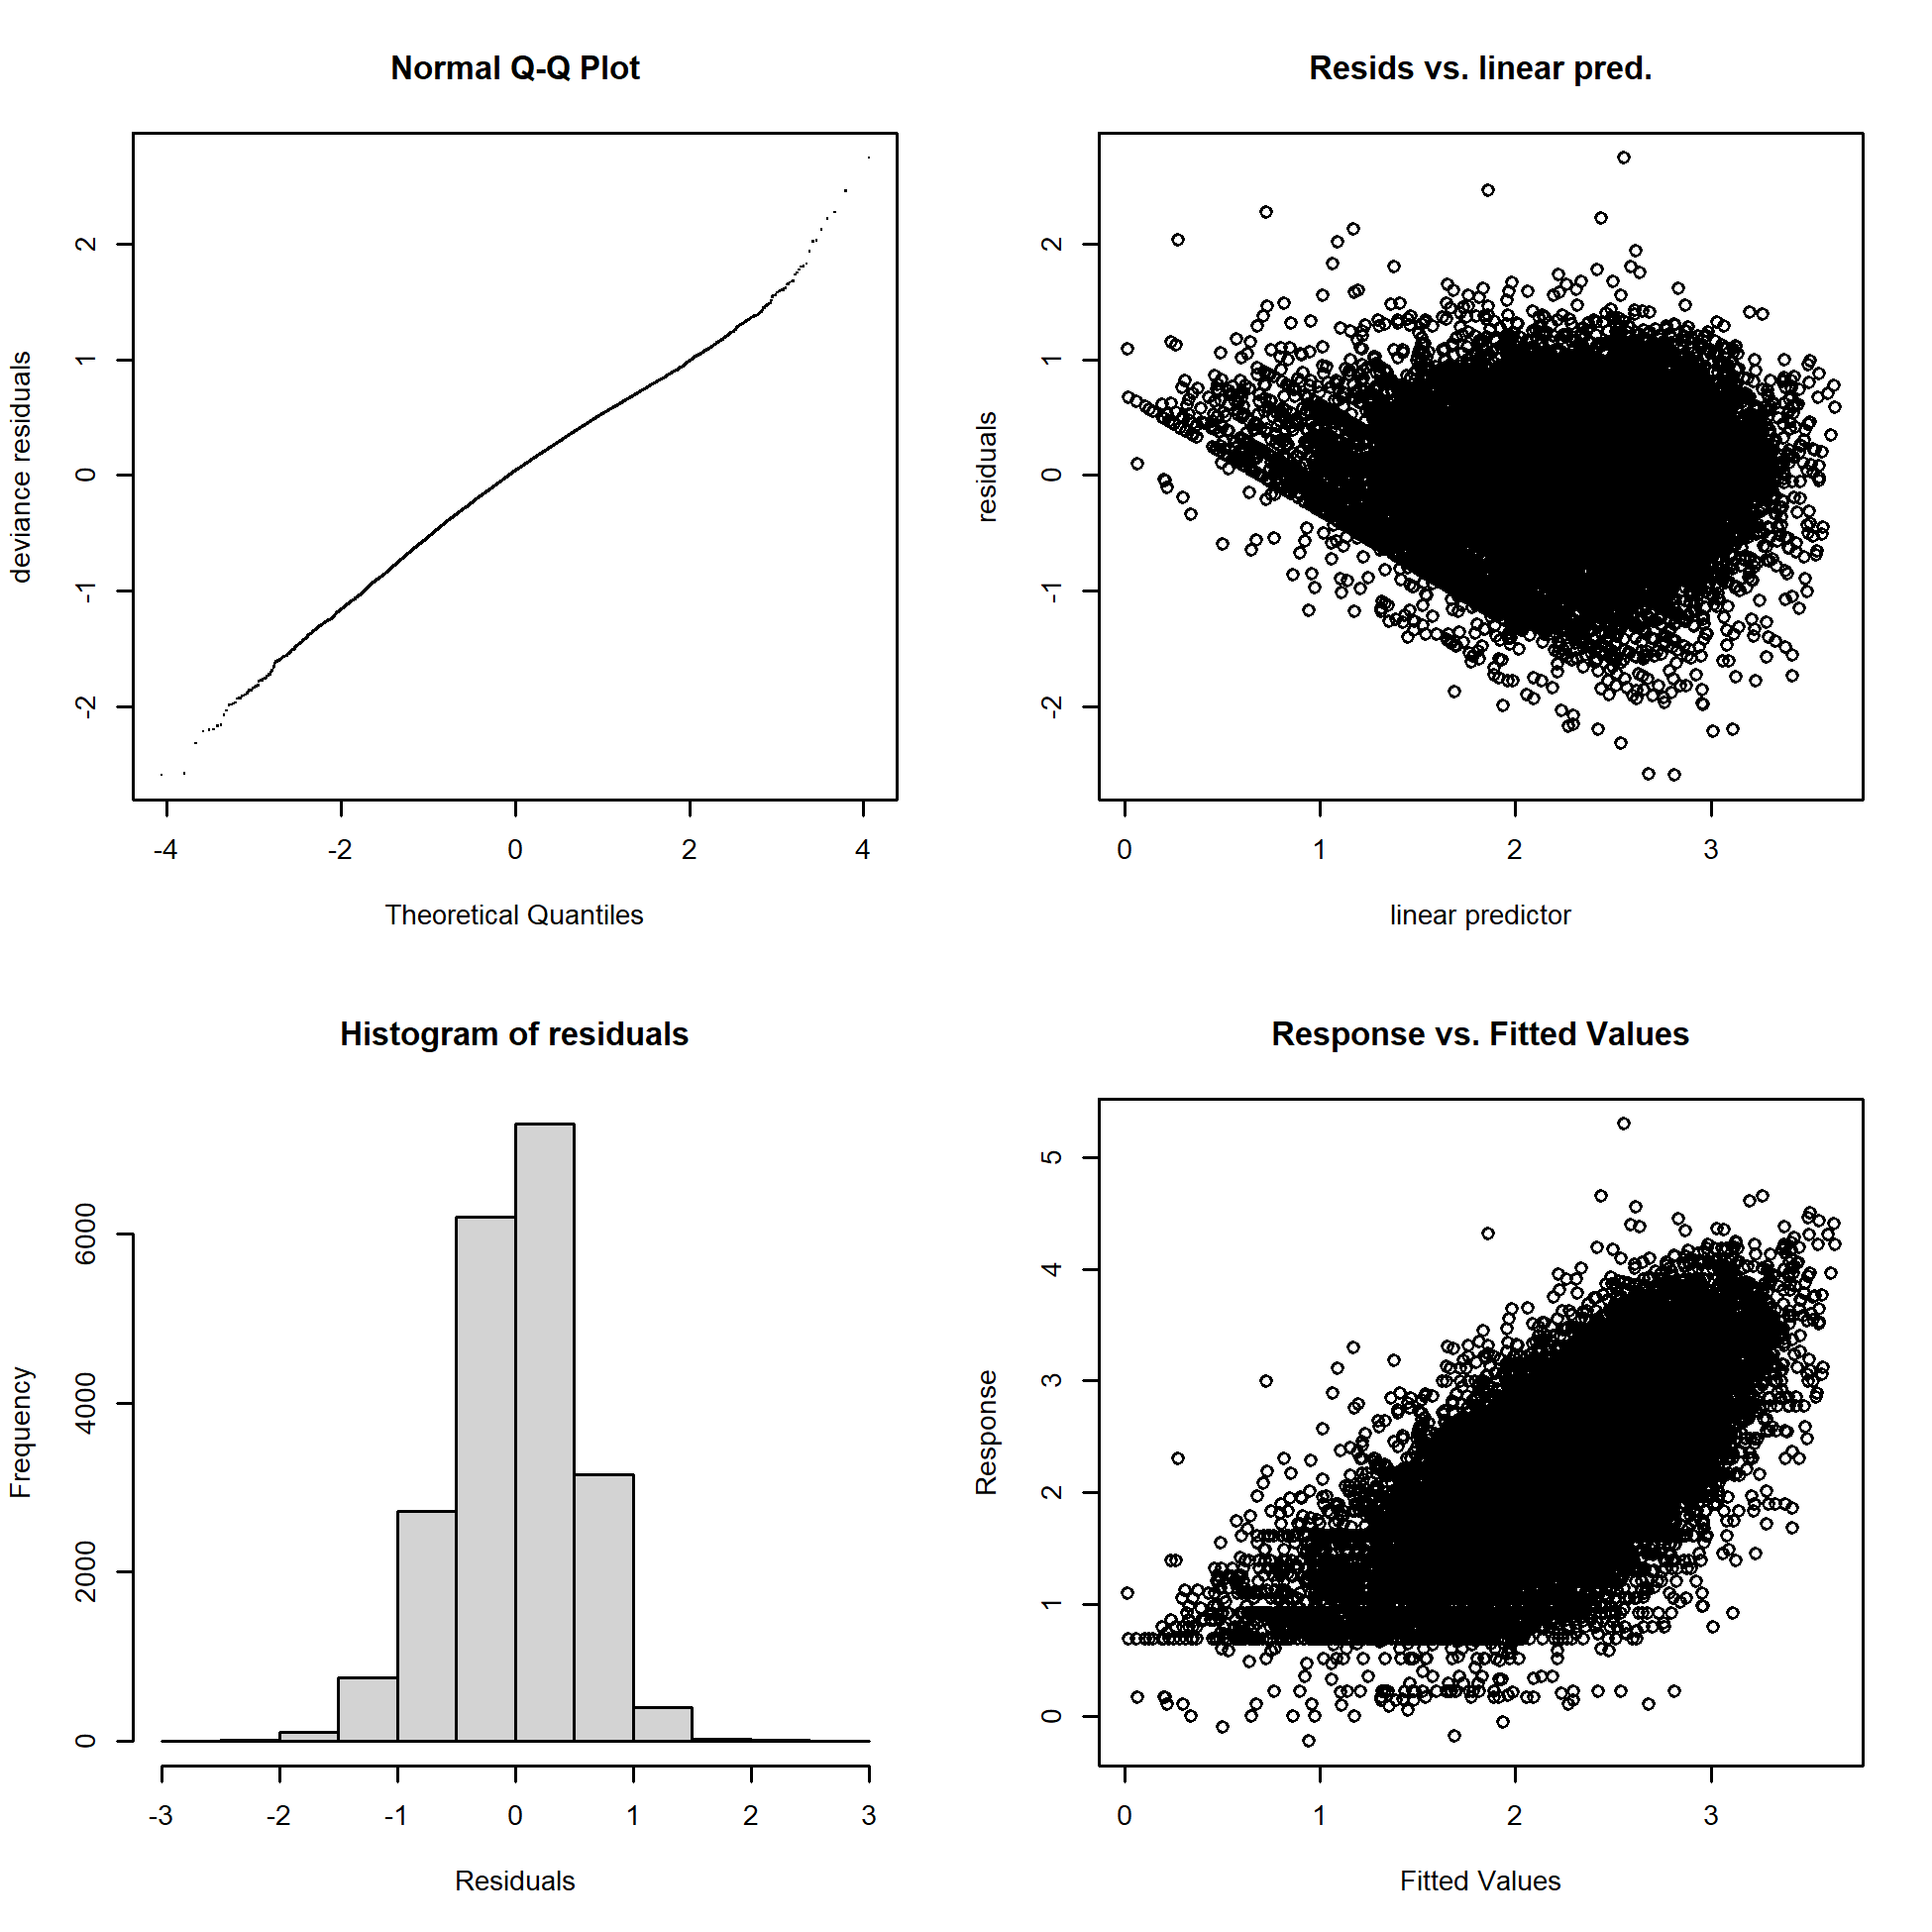 Normal Q-Q Plot
deviance residuals
2
1
0
-1
-2
-4 -2 0 2 4
Theoretical Quantiles
Resids vs. linear pred.
residuals
2
1
0
-1
-2
0 1 2 3
linear predictor
Histogram of residuals
Frequency
6000
4000
2000
0
-3 -2 -1 0 1 2 3
Residuals
Response vs. Fitted Values
Response
5
4
3
2
1
0
0 1 2 3
Fitted Values